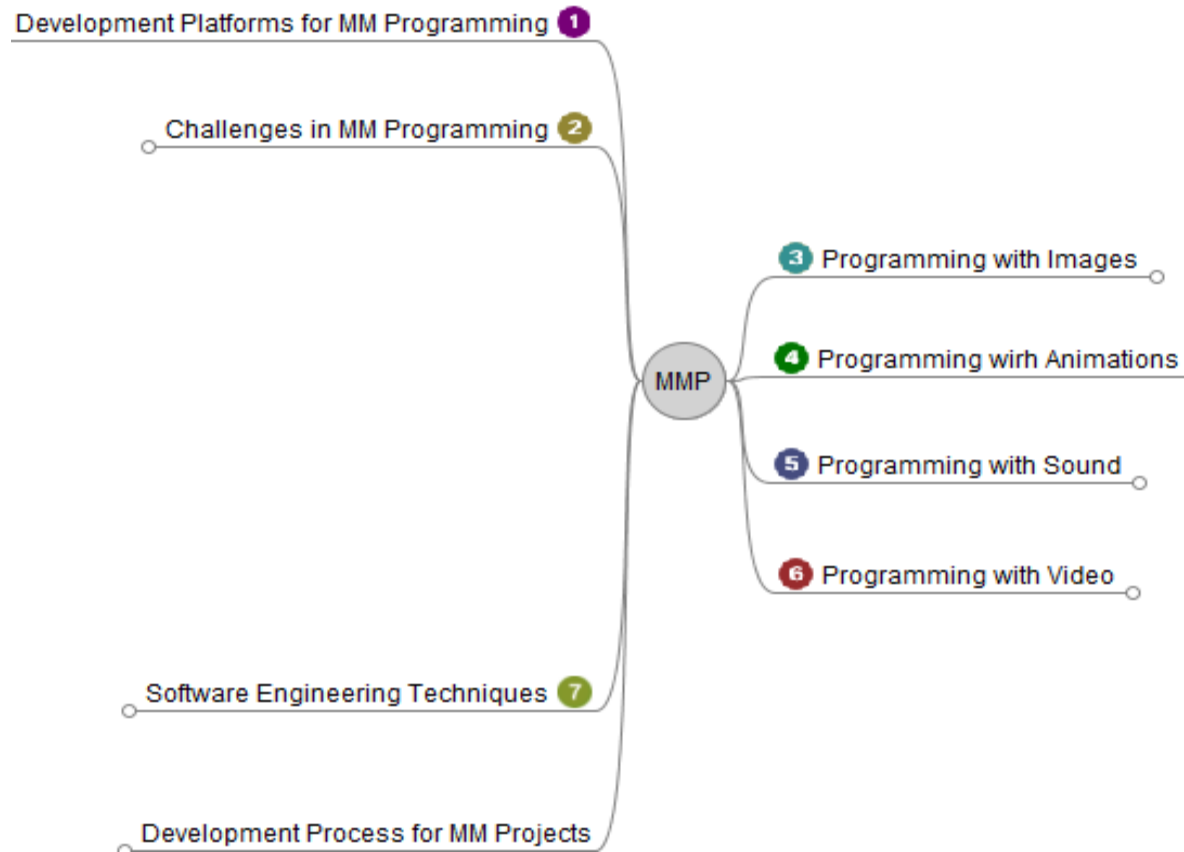 Development Platforms for MM Programming 1
Challenges in MM Programming 2
3 Programming with Images
4 Programming wirh Animations
MMP
5 Programming with Sound
6 Programming with Video
Software Engineering Techniques 7
Development Process for MM Projects